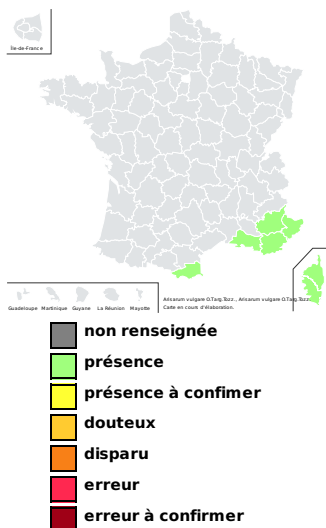 Île-de-France
Guadeloupe Martinique Guyane La Réunion Mayotte
Arisarum vulgare O.Targ.Tozz., Arisarum vulgare O.Targ.Tozz.
Carte en cours d'élaboration.
non renseignée
présence
présence à confimer
douteux
disparu
erreur
erreur à confirmer